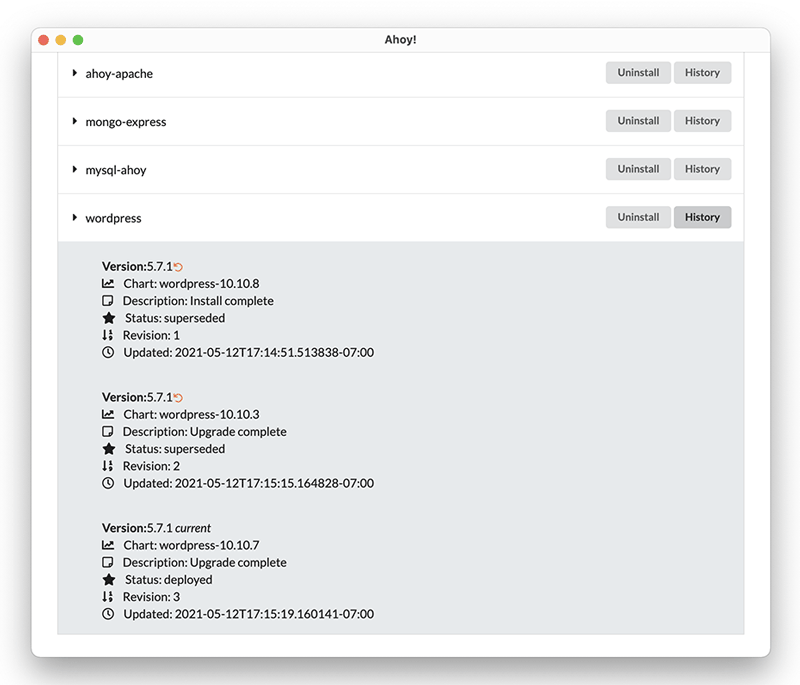 Ahoy!
ahoy-apache Uninstall History
mongo-express Uninstall History
mysql-ahoy Uninstall History
wordpress Uninstall History
Version:5.7.1
Chart: wordpress-10.10.8
Description: Install complete
Status: superseded
Revision: 1
Updated: 2021-05-12T17:14:51.513838-07:00
Version:5.7.1
Chart: wordpress-10.10.3
Description: Upgrade complete
Status: superseded
Revision: 2
Updated: 2021-05-12T17:15:15.164828-07:00
Version:5.7.1 current
Chart: wordpress-10.10.7
Description: Upgrade complete
Status: deployed
Revision: 3
Updated: 2021-05-12T17:15:19.160141-07:00